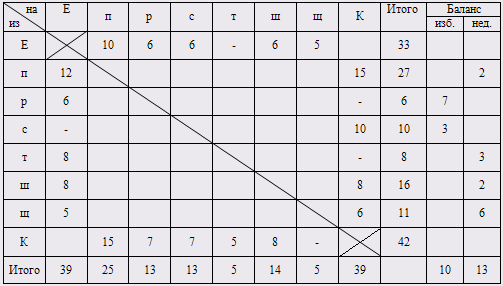 на Е п р с т ш щ К Итого Баланс
из изб. нед.
Е 10 6 6 - 6 5 33
п 12 15 27 2
р 6 - 6 7
с - 10 10 3
т 8 - 8 3
ш 8 8 16 2
щ 5 6 11 6
К 15 7 7 5 8 - 42
Итого 39 25 13 13 5 14 5 39 10 13